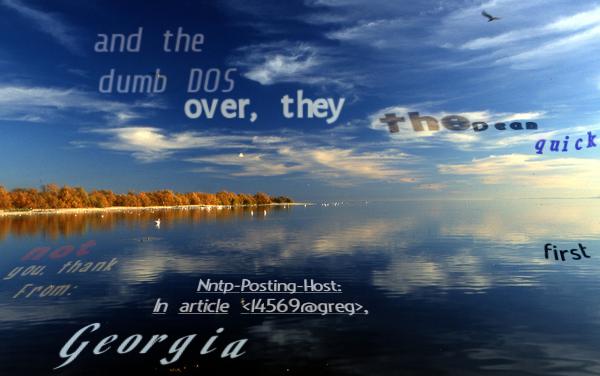 and the
dumb DOS
over, they
the Dean
quick
not
you, thank
From:
first
Nntp-Posting-Host:
In article <14569@greg>,
Georgia